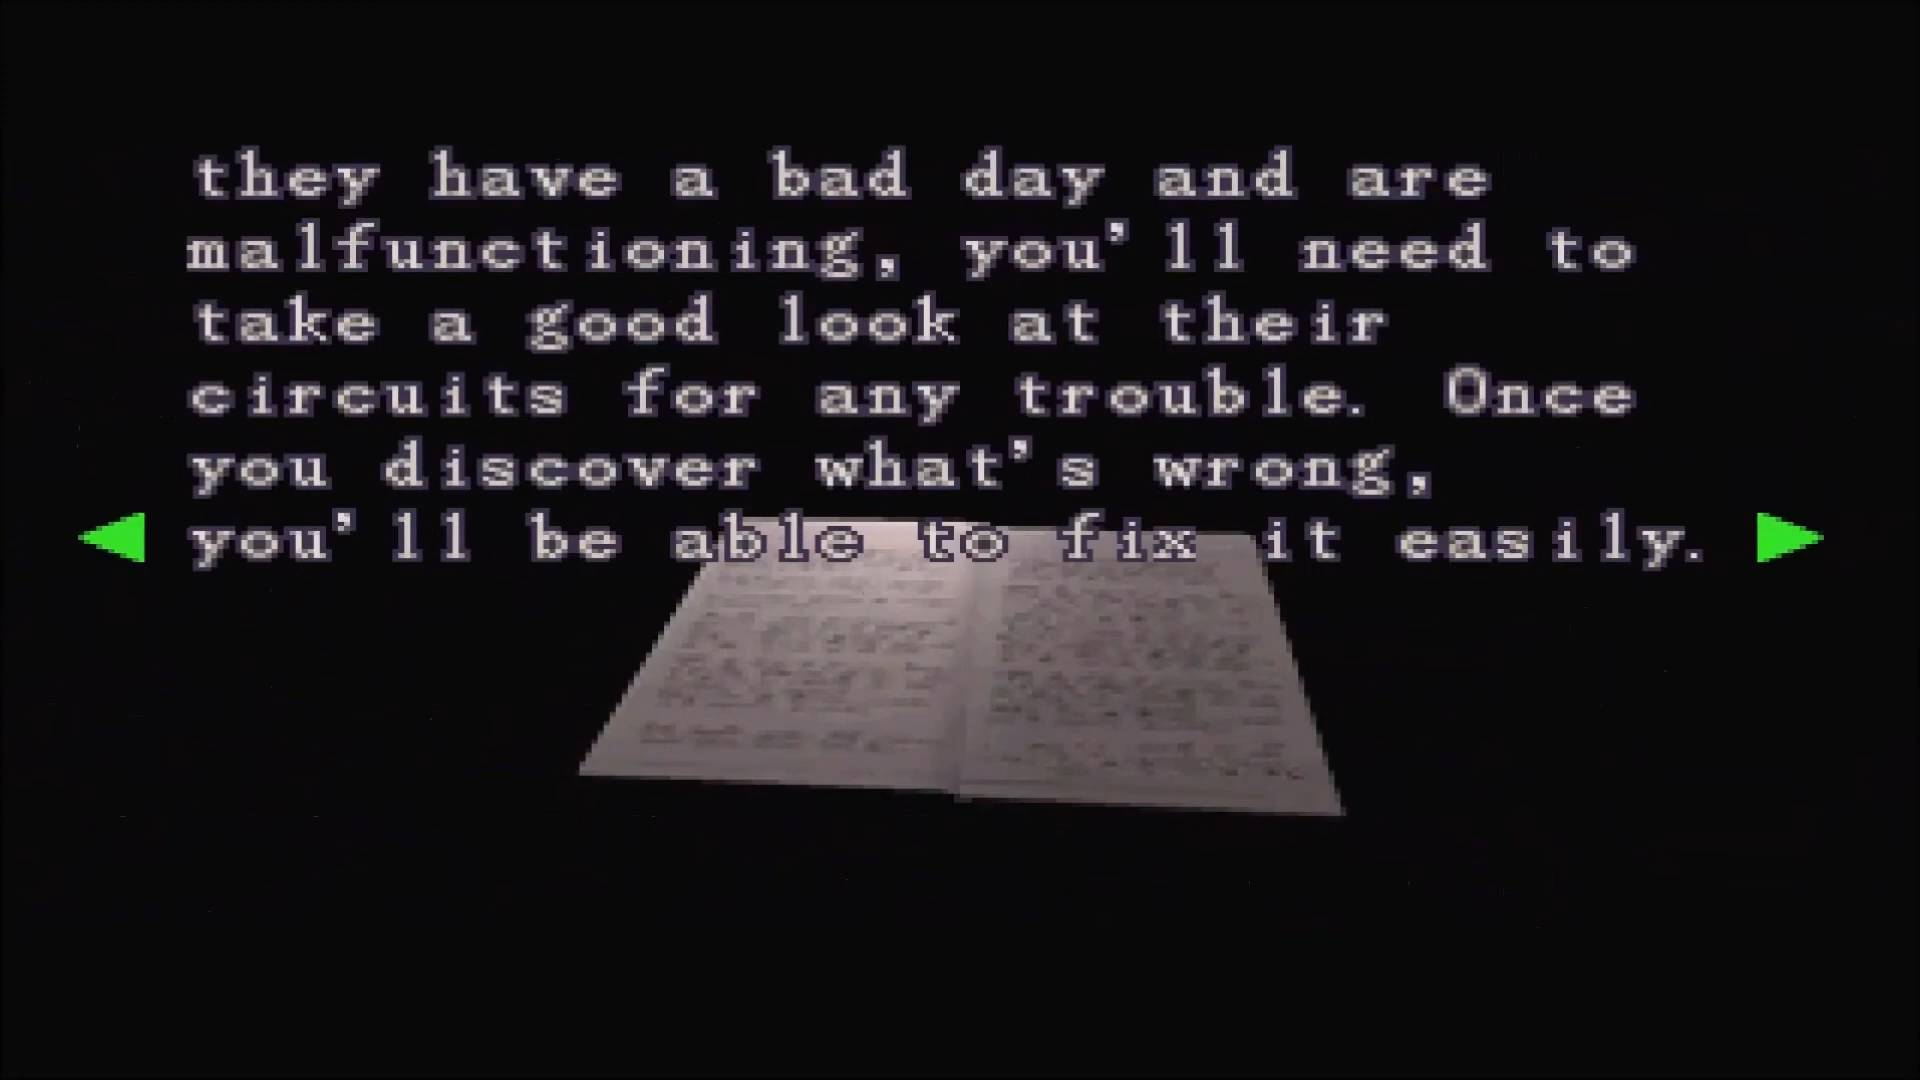 they have a bad day and are
malfunctioning, you'll need to
take a good look at their
circuits for any trouble. Once
you discover what's wrong,
you'll be able to fix it easily.